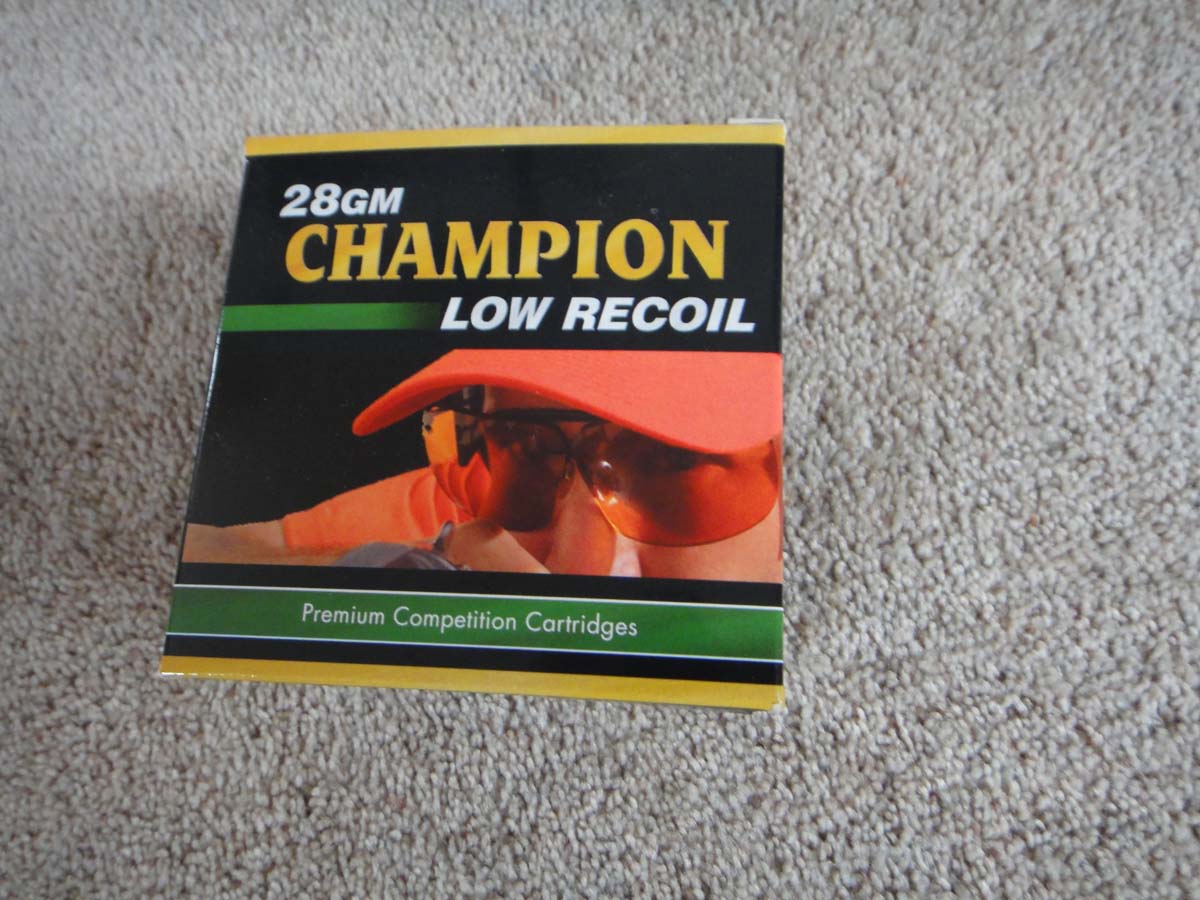 28GM
CHAMPION
LOW RECOIL
Premium Competition Cartridges